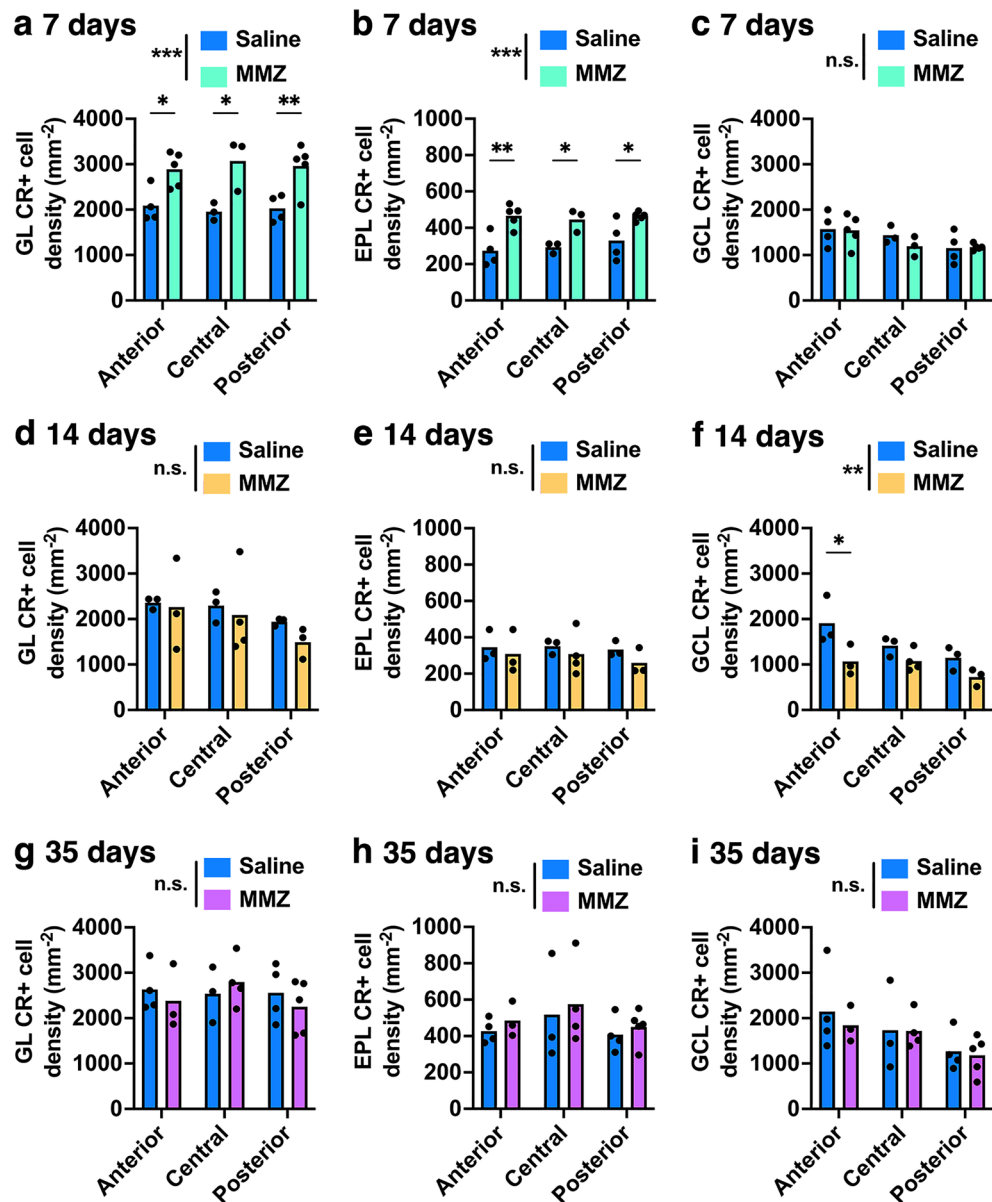 a 7 days
Saline
MMZ
***
* * **
GL CR+ cell
density (mm-2)
4000
3000
2000
1000
0
Anterior
Central
Posterior
b 7 days
Saline
MMZ
***
** * *
EPL CR+ cell
density (mm-2)
1000
800
600
400
200
0
Anterior
Central
Posterior
c 7 days
Saline
MMZ
n.s.
GCL CR+ cell
density (mm-2)
4000
3000
2000
1000
0
Anterior
Central
Posterior
d 14 days
Saline
MMZ
n.s.
GL CR+ cell
density (mm-2)
4000
3000
2000
1000
0
Anterior
Central
Posterior
e 14 days
Saline
MMZ
n.s.
EPL CR+ cell
density (mm-2)
1000
800
600
400
200
0
Anterior
Central
Posterior
f 14 days
Saline
MMZ
**
*
GCL CR+ cell
density (mm-2)
4000
3000
2000
1000
0
Anterior
Central
Posterior
g 35 days
Saline
MMZ
n.s.
GL CR+ cell
density (mm-2)
4000
3000
2000
1000
0
Anterior
Central
Posterior
h 35 days
Saline
MMZ
n.s.
EPL CR+ cell
density (mm-2)
1000
800
600
400
200
0
Anterior
Central
Posterior
i 35 days
Saline
MMZ
n.s.
GCL CR+ cell
density (mm-2)
4000
3000
2000
1000
0
Anterior
Central
Posterior